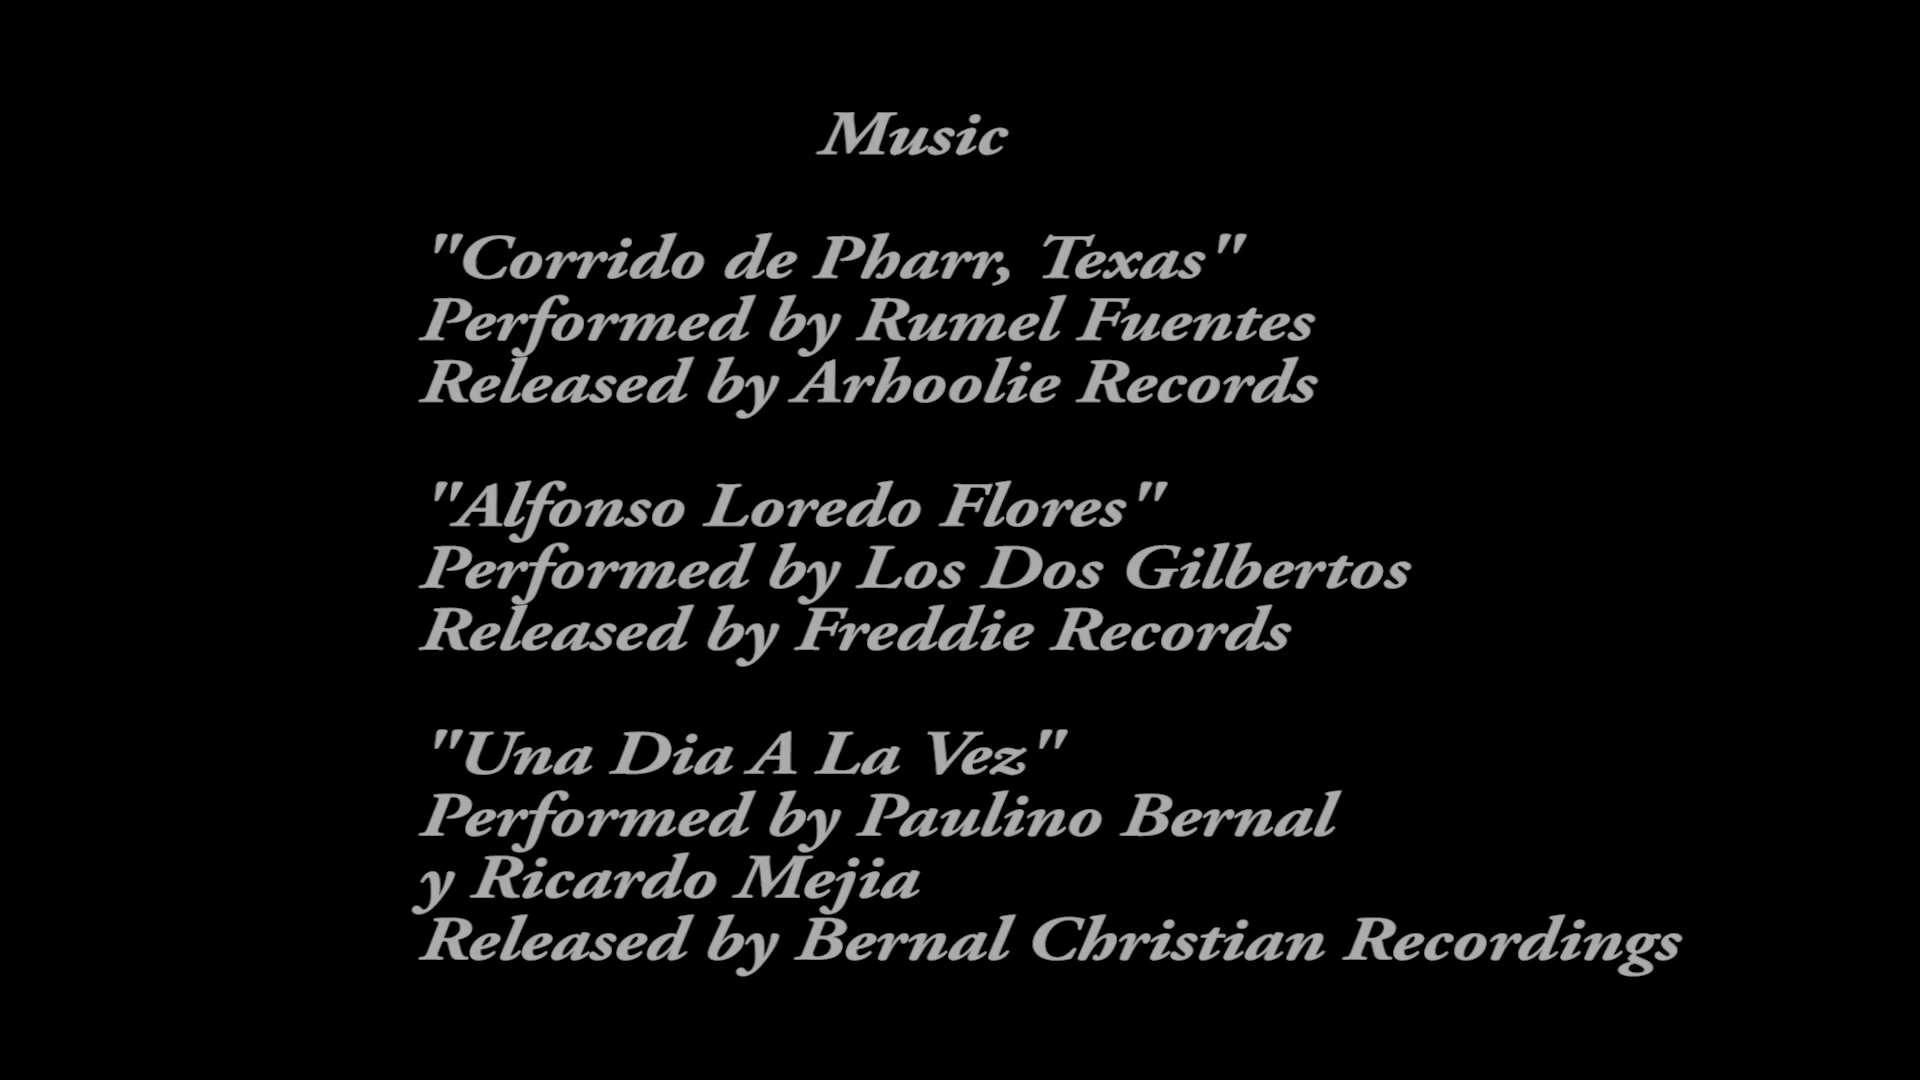 Music
"Corrido de Pharr, Texas"
Performed by Rumel Fuentes
Released by Arhoolie Records
"Alfonso Loredo Flores"
Performed by Los Dos Gilbertos
Released by Freddie Records
"Una Dia A La Vez"
Performed by Paulino Bernal
y Ricardo Mejia
Released by Bernal Christian Recordings